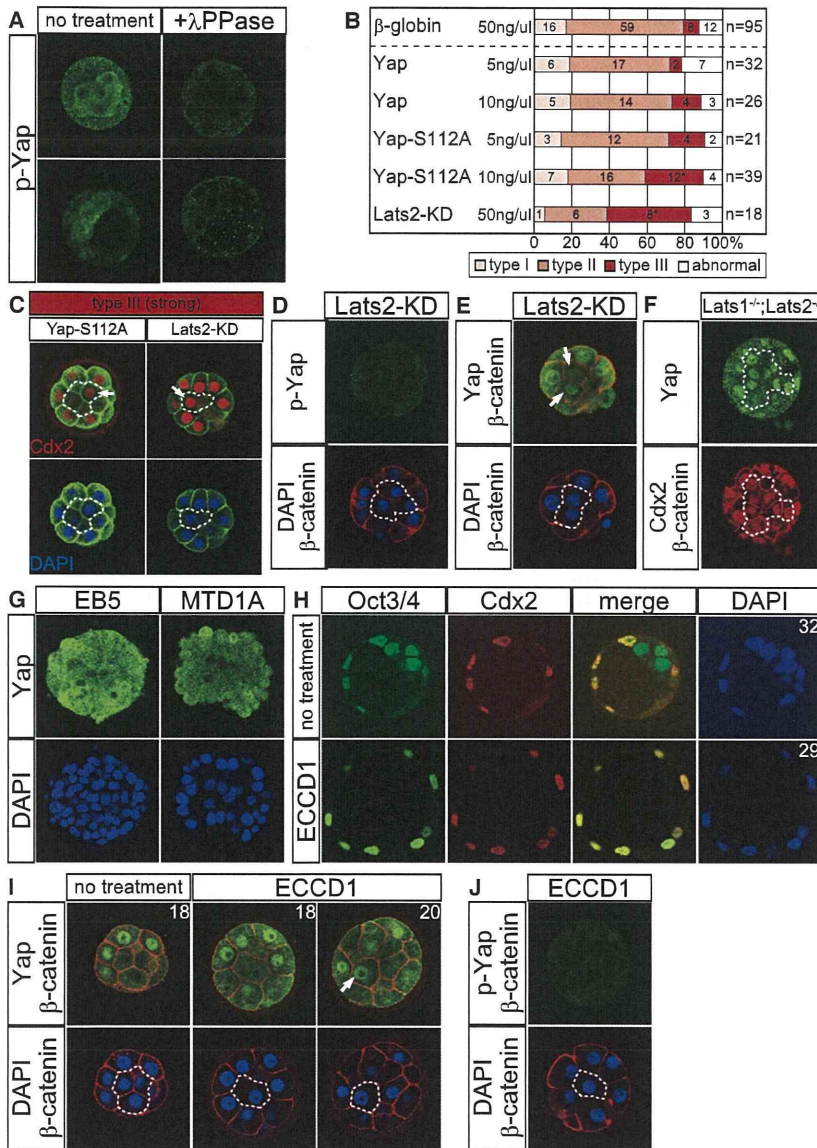 A
no treatment
+λPPase
p-Yap
B
β-globin 50ng/ul 16 59 8 12 n=95
Yap 5ng/ul 6 17 2 7 n=32
Yap 10ng/ul 5 14 4 3 n=26
Yap-S112A 5ng/ul 3 12 4 2 n=21
Yap-S112A 10ng/ul 7 16 12* 4 n=39
Lats2-KD 50ng/ul 1 6 8* 3 n=18
0 20 40 60 80 100%
type I type II type III abnormal
C
type III (strong)
Yap-S112A Lats2-KD
Cdx2
DAPI
D
Lats2-KD
p-Yap
DAPI
β-catenin
E
Lats2-KD
Yap
β-catenin
DAPI
β-catenin
F
Lats1-/-;Lats2-
Yap
Cdx2
β-catenin
G
EB5 MTD1A
Yap
DAPI
H
Oct3/4 Cdx2 merge DAPI
no treatment
32
ECCD1
29
I
no treatment ECCD1
Yap
β-catenin
18 18 20
DAPI
β-catenin
J
ECCD1
p-Yap
β-catenin
DAPI
β-catenin